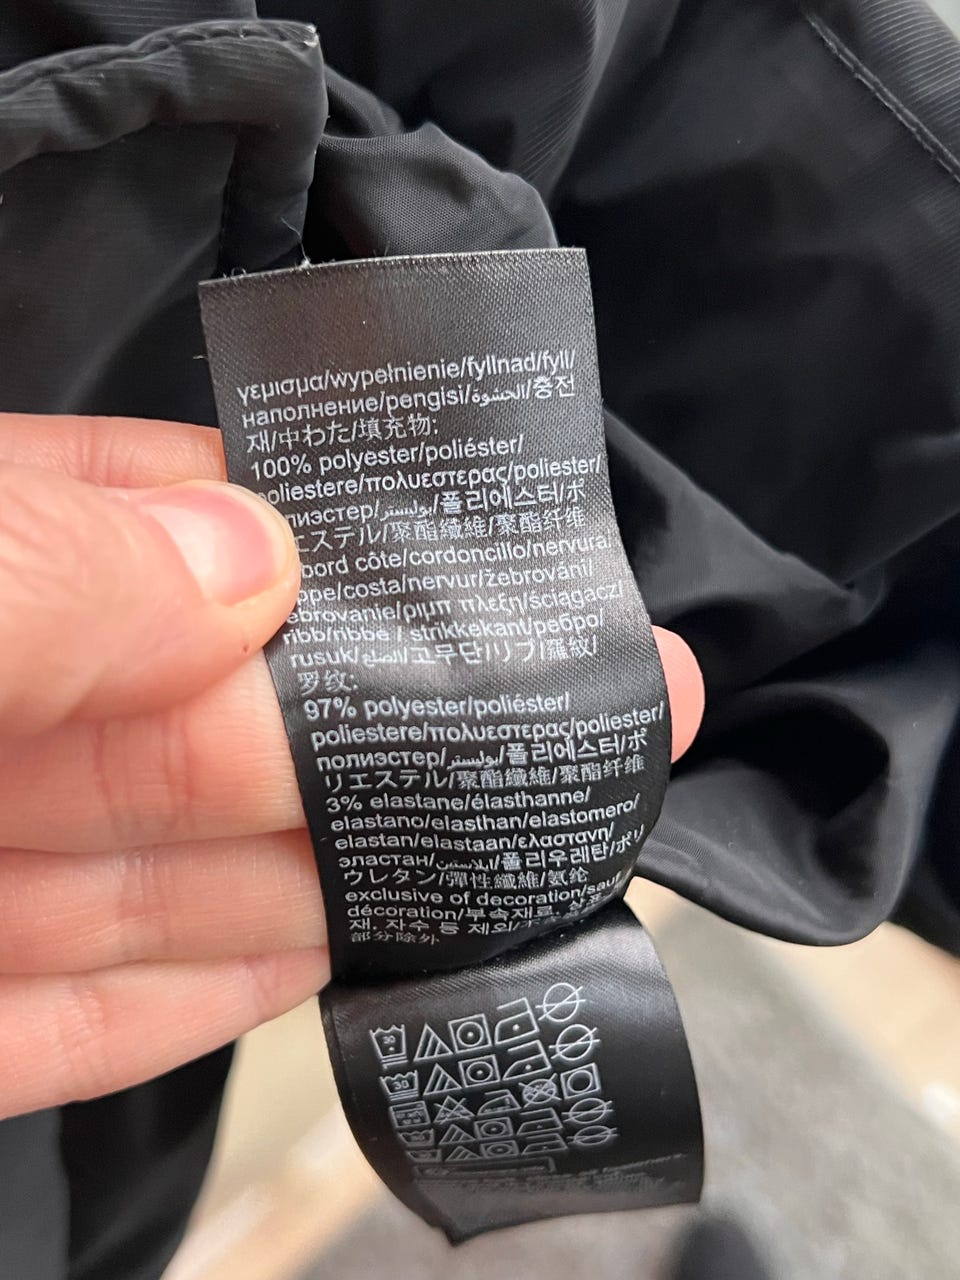 γεμισμα/wypełnienie/fyllnad/fyll/
наполнение/pengisi/الحشوة/충전
재/中わた/填充物:
100% polyester/poliéster/
poliestere/πολυεστερας/poliester/
полиэстер/بوليستر/폴리에스터/ポ
リエステル/聚酯纖維/聚酯纤维
bord côte/cordoncillo/nervura/
/costa/nervur/žebrování/
ριμπ πλεξη/ściągacz/
ribb/ribbe / strikkekant/ребро/
rusuk/الضلع/고무단/リブ/羅紋/
罗纹:
97% polyester/poliéster/
poliestere/πολυεστερας/poliester/
полиэстер/بوليستر/폴리에스터/ポ
リエステル/聚酯纖維/聚酯纤维
3% elastane/élasthanne/
elastano/elasthan/elastomero/
elastan/elastaan/ελαστανη/
эластан/إيلاستين/폴리우레탄/ポリ
ウレタン/彈性纖維/氨纶
exclusive of decoration/sauf
décoration/부속재료,
재, 자수 등 제외/
部分除外
30
30